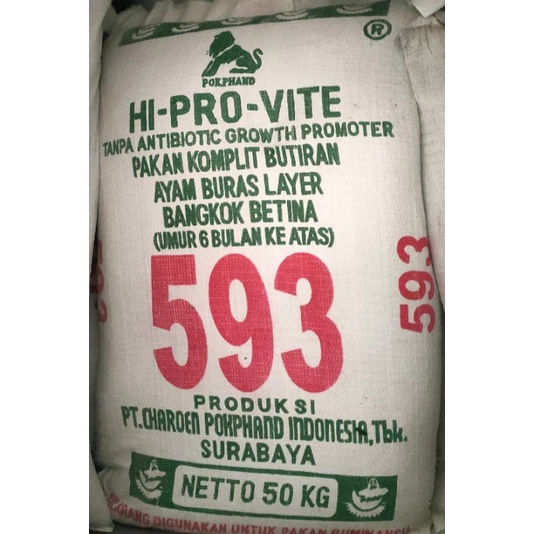 ®
POKPHAND
HI-PRO-VITE
TANPA ANTIBIOTIC GROWTH PROMOTER
PAKAN KOMPLIT BUTIRAN
AYAM BURAS LAYER
BANGKOK BETINA
(UMUR 6 BULAN KE ATAS)
593
593
PRODUKSI
PT. CHAROEN POKPHAND INDONESIA, Tbk.
SURABAYA
NETTO 50 KG
DIGUNAKAN UNTUK PAKAN RUMINANSIA